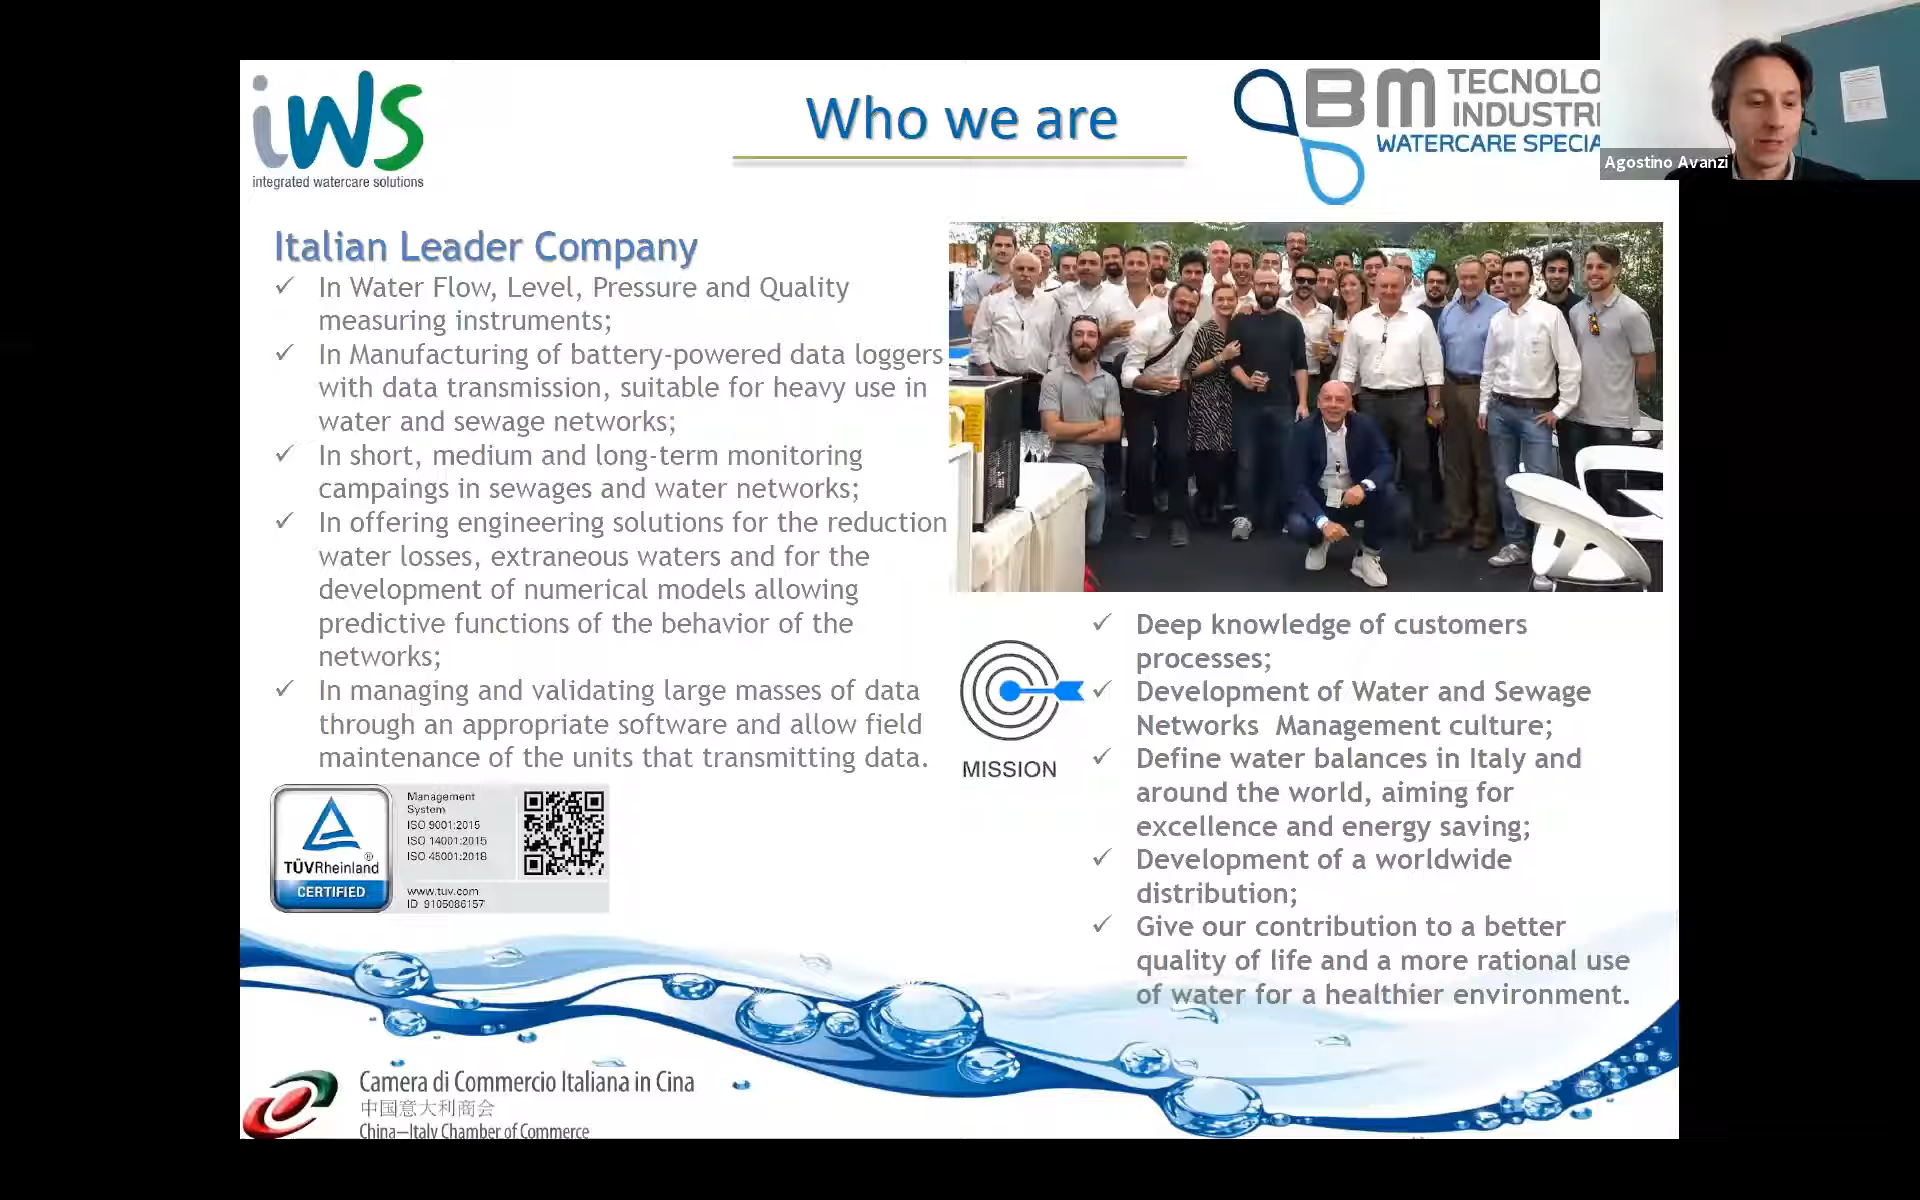 iws
integrated watercare solutions
Who we are
BM TECNOLO
INDUSTRI
WATERCARE SPECIA
Agostino Avanzi
Italian Leader Company
✓ In Water Flow, Level, Pressure and Quality
measuring instruments;
✓ In Manufacturing of battery-powered data loggers
with data transmission, suitable for heavy use in
water and sewage networks;
✓ In short, medium and long-term monitoring
campaings in sewages and water networks;
✓ In offering engineering solutions for the reduction
water losses, extraneous waters and for the
development of numerical models allowing
predictive functions of the behavior of the
networks;
✓ In managing and validating large masses of data
through an appropriate software and allow field
maintenance of the units that transmitting data.
MISSION
✓ Deep knowledge of customers
processes;
✓ Development of Water and Sewage
Networks Management culture;
✓ Define water balances in Italy and
around the world, aiming for
excellence and energy saving;
✓ Development of a worldwide
distribution;
✓ Give our contribution to a better
quality of life and a more rational use
of water for a healthier environment.
TÜVRheinland®
CERTIFIED
Management
System
ISO 9001:2015
ISO 14001:2015
ISO 45001:2018
www.tuv.com
ID 9105086157
Camera di Commercio Italiana in Cina
中国意大利商会
China–Italy Chamber of Commerce